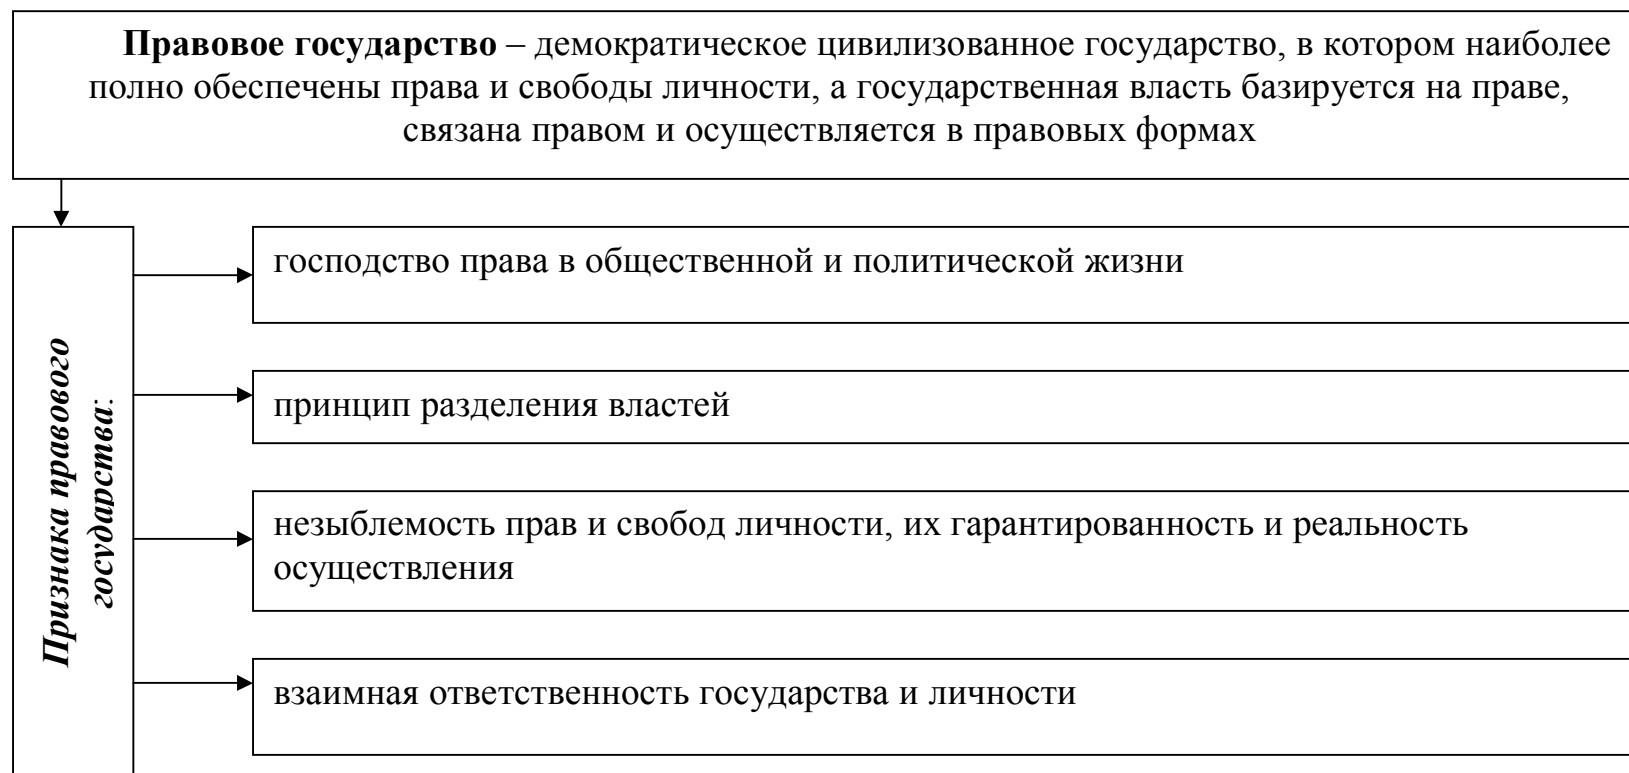 Правовое государство – демократическое цивилизованное государство, в котором наиболее
полно обеспечены права и свободы личности, а государственная власть базируется на праве,
связана правом и осуществляется в правовых формах
Признака правового
государства:
господство права в общественной и политической жизни
принцип разделения властей
незыблемость прав и свобод личности, их гарантированность и реальность
осуществления
взаимная ответственность государства и личности